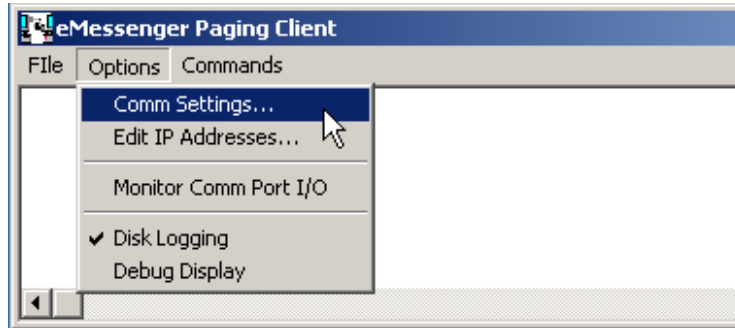 eMessenger Paging Client
FIle Options Commands
Comm Settings...
Edit IP Addresses...
Monitor Comm Port I/O
Disk Logging
Debug Display